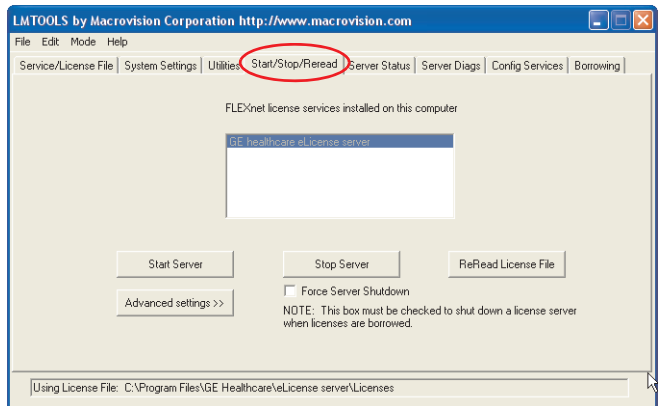 LMTOOLS by Macrovision Corporation http://www.macrovision.com
File Edit Mode Help
Service/License File System Settings Utilities Start/Stop/Reread Server Status Server Diags Config Services Borrowing
FLEXnet license services installed on this computer
GE healthcare eLicense server
Start Server Stop Server ReRead License File
Advanced settings >> Force Server Shutdown
NOTE: This box must be checked to shut down a license server
when licenses are borrowed.
Using License File: C:\Program Files\GE Healthcare\eLicense server\Licenses